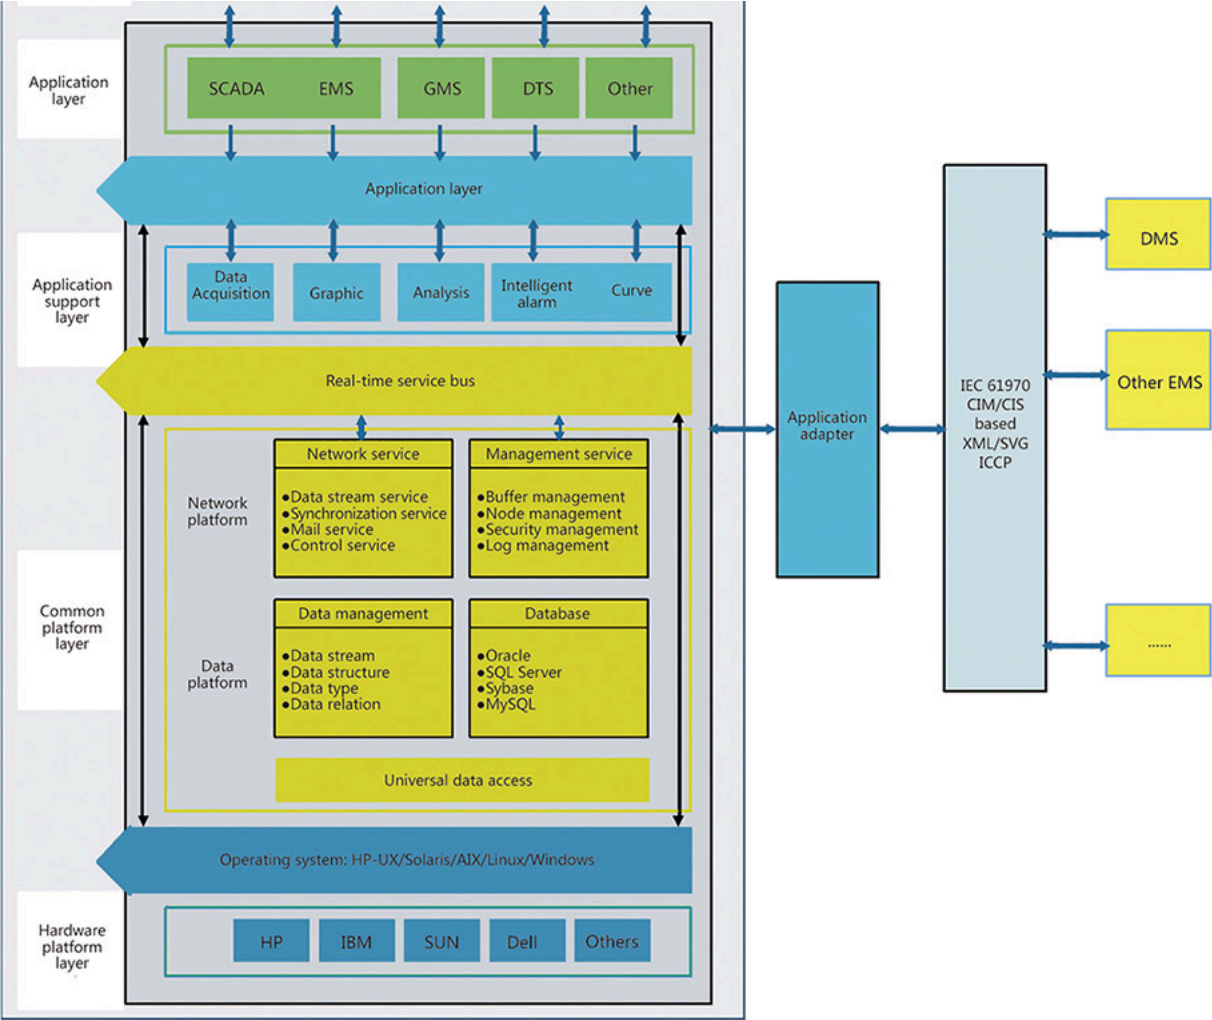 Application
layer
SCADA
EMS
GMS
DTS
Other
Application layer
Application
support
layer
Data
Acquisition
Graphic
Analysis
Intelligent
alarm
Curve
Real-time service bus
Network
platform
Network service
●Data stream service
●Synchronization service
●Mail service
●Control service
Management service
●Buffer management
●Node management
●Security management
●Log management
Common
platform
layer
Data
platform
Data management
●Data stream
●Data structure
●Data type
●Data relation
Database
●Oracle
●SQL Server
●Sybase
●MySQL
Universal data access
Operating system: HP-UX/Solaris/AIX/Linux/Windows
Hardware
platform
layer
HP
IBM
SUN
Dell
Others
Application
adapter
IEC 61970
CIM/CIS
based
XML/SVG
ICCP
DMS
Other EMS
......